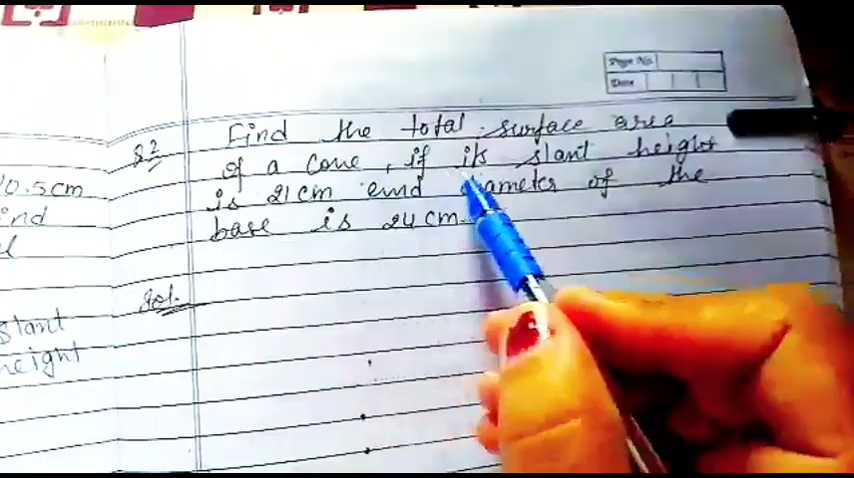 Page No.
Date
Q2 Find the total surface area
of a cone, if its slant height
is 21cm and diameter of the
base is 24cm.
Sol.
10.5cm
ind
l
slant
height